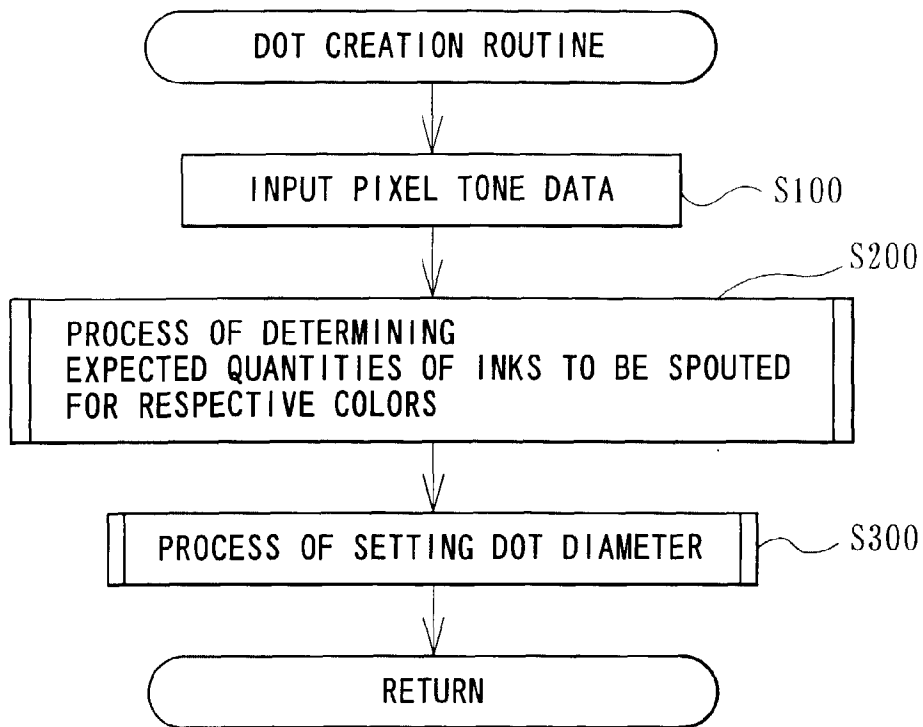 DOT CREATION ROUTINE
INPUT PIXEL TONE DATA
S100
S200
PROCESS OF DETERMINING
EXPECTED QUANTITIES OF INKS TO BE SPOUTED
FOR RESPECTIVE COLORS
PROCESS OF SETTING DOT DIAMETER
S300
RETURN